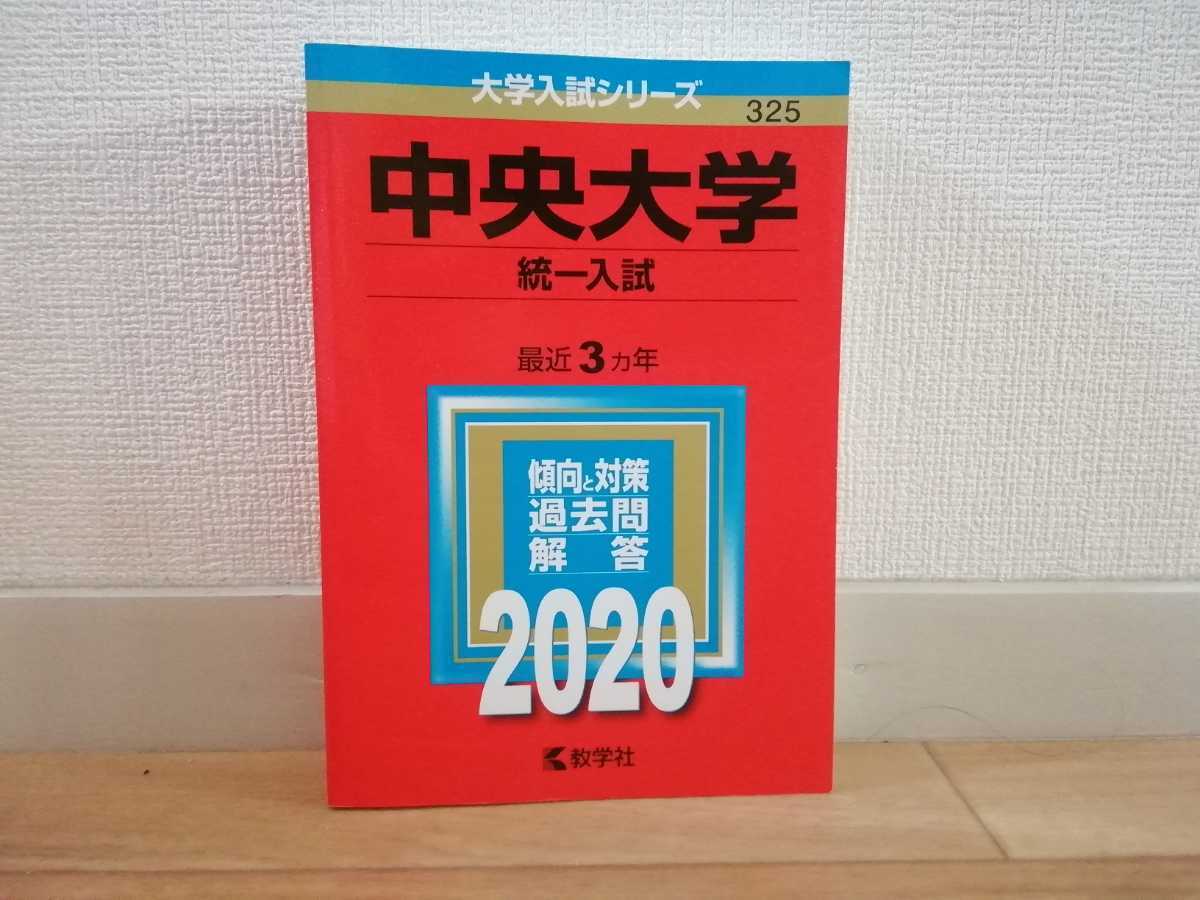 大学入試シリーズ
325
中央大学
統一入試
最近3カ年
傾向と対策
過去問
解答
2020
教学社